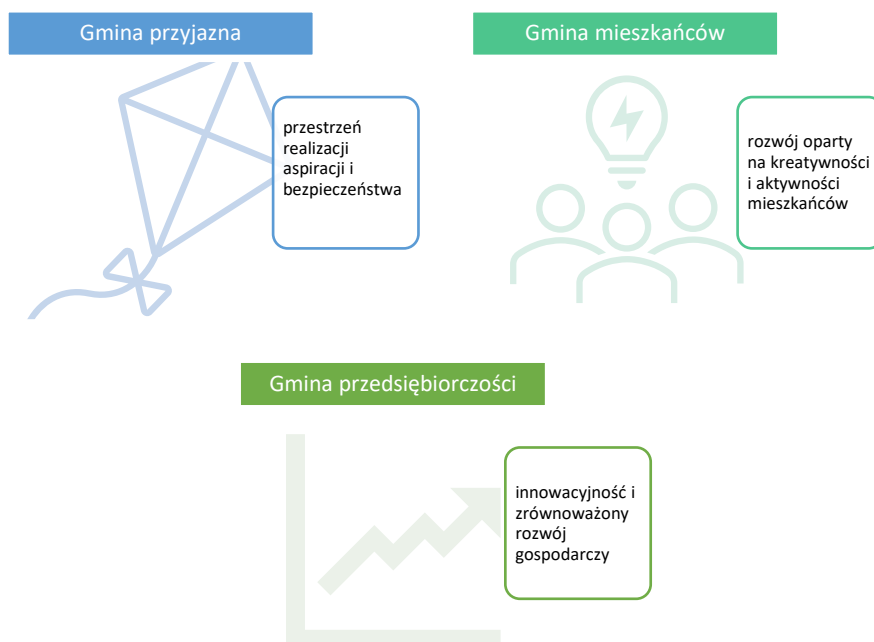 Gmina przyjazna
przestrzeń
realizacji
aspiracji i
bezpieczeństwa
Gmina mieszkańców
rozwój oparty
na kreatywności
i aktywności
mieszkańców
Gmina przedsiębiorczości
innowacyjność i
zrównoważony
rozwój
gospodarczy